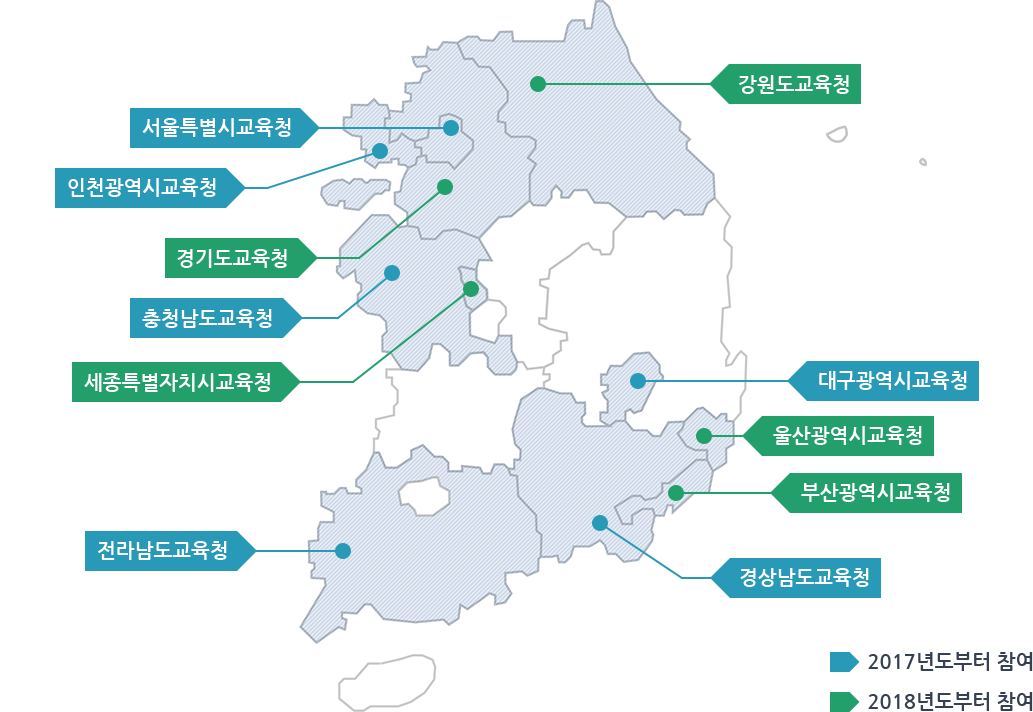 강원도교육청
서울특별시교육청
인천광역시교육청
경기도교육청
충청남도교육청
세종특별자치시교육청
대구광역시교육청
울산광역시교육청
부산광역시교육청
전라남도교육청
경상남도교육청
2017년도부터 참여
2018년도부터 참여